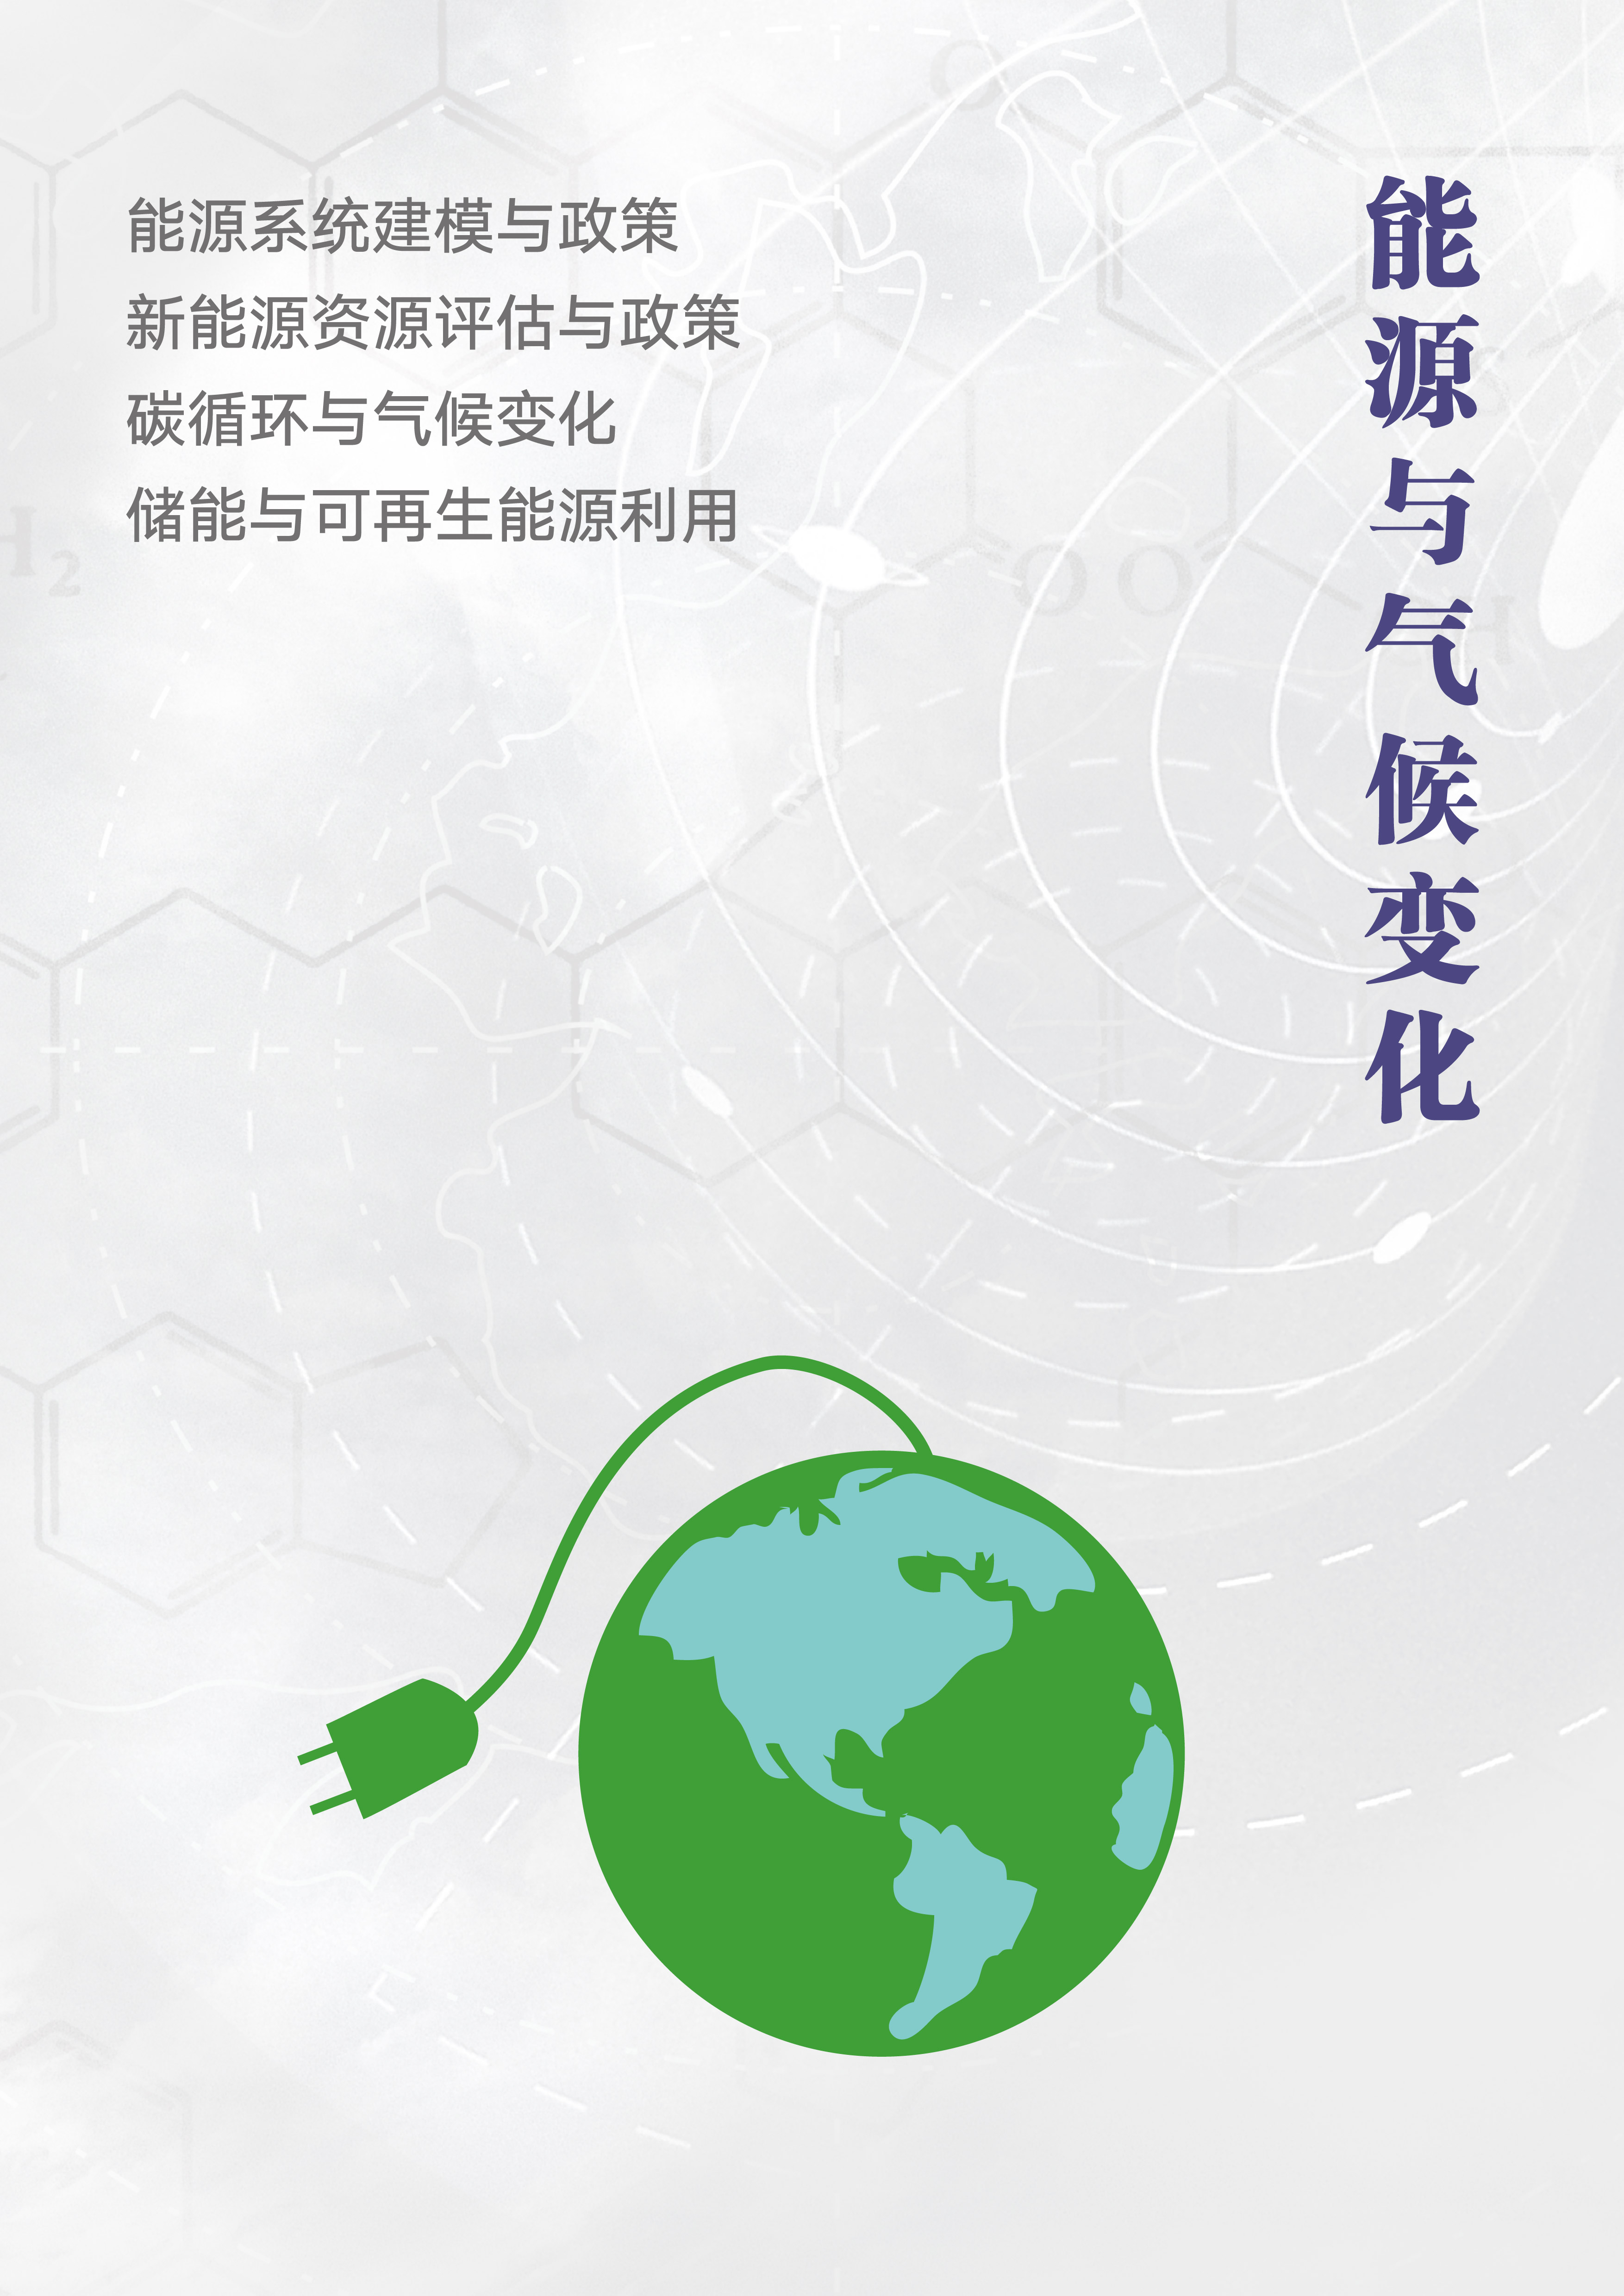 能源与气候变化
能源系统建模与政策
新能源资源评估与政策
碳循环与气候变化
储能与可再生能源利用
O
O O
H
H2